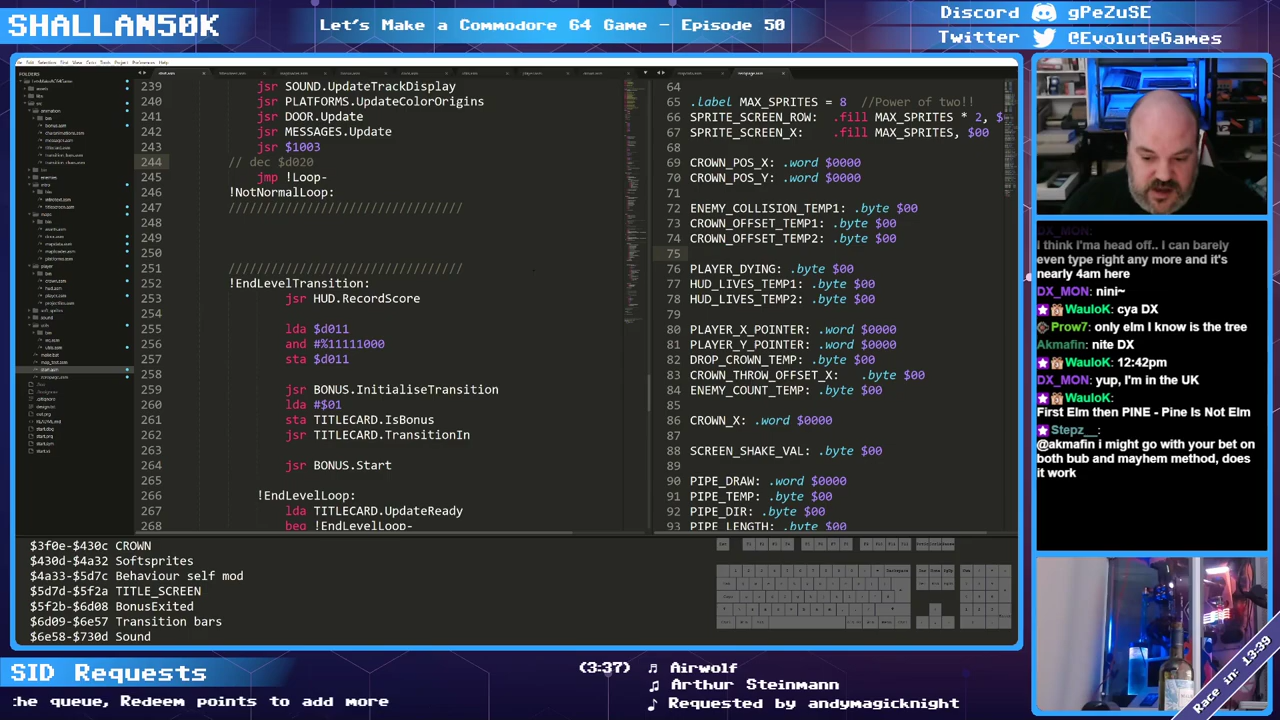 SHALLAN50K
Let's Make a Commodore 64 Game - Episode 50
Discord gPeZuSE
Twitter @EvoluteGames
FOLDERS
239 jsr SOUND.UpdateTrackDisplay
240 jsr PLATFORMS.UpdateColorOrigins
241 jsr DOOR.Update
242 jsr MESSAGES.Update
243 jsr $1003
244 // dec $d020
245 jmp !Loop-
246 !NotNormalLoop:
247 //////////////////////////////////
248
249
250
251 //////////////////////////////////
252 !EndLevelTransition:
253 jsr HUD.RecordScore
254
255 lda $d011
256 and #%11111000
257 sta $d011
258
259 jsr BONUS.InitialiseTransition
260 lda #$01
261 sta TITLECARD.IsBonus
262 jsr TITLECARD.TransitionIn
263
264 jsr BONUS.Start
265
266 !EndLevelLoop:
267 lda TITLECARD.UpdateReady
268 beq !EndLevelLoop-
64
65 .label MAX_SPRITES = 8 //Power of two!!
66 SPRITE_SCREEN_ROW: .fill MAX_SPRITES * 2, $
67 SPRITE_SCREEN_X: .fill MAX_SPRITES, $00
68
69 CROWN_POS_X: .word $0000
70 CROWN_POS_Y: .word $0000
71
72 ENEMY_COLLISION_TEMP1: .byte $00
73 CROWN_OFFSET_TEMP1: .byte $00
74 CROWN_OFFSET_TEMP2: .byte $00
75
76 PLAYER_DYING: .byte $00
77 HUD_LIVES_TEMP1: .byte $00
78 HUD_LIVES_TEMP2: .byte $00
79
80 PLAYER_X_POINTER: .word $0000
81 PLAYER_Y_POINTER: .word $0000
82 DROP_CROWN_TEMP: .byte $00
83 CROWN_THROW_OFFSET_X: .byte $00
84 ENEMY_COUNT_TEMP: .byte $00
85
86 CROWN_X: .word $0000
87
88 SCREEN_SHAKE_VAL: .byte $00
89
90 PIPE_DRAW: .word $0000
91 PIPE_TEMP: .byte $00
92 PIPE_DIR: .byte $00
93 PIPE_LENGTH: .byte $00
$3f0e-$430c CROWN
$430d-$4a32 Softsprites
$4a33-$5d7c Behaviour self mod
$5d7d-$5f2a TITLE_SCREEN
$5f2b-$6d08 BonusExited
$6d09-$6e57 Transition bars
$6e58-$730d Sound
DX_MON:
I think I'ma head off.. I can barely
even type right any more and it's
nearly 4am here
DX_MON: nini~
WauloK: cya DX
Prow7: only elm I know is the tree
Akmafin: nite DX
WauloK: 12:42pm
DX_MON: yup, I'm in the UK
WauloK:
First Elm then PINE - Pine Is Not Elm
Stepz__:
@akmafin i might go with your bet on
both bub and mayhem method, does
it work
SID Requests
the queue, Redeem points to add more
(3:37) Airwolf
Arthur Steinmann
Requested by andymagicknight
Race in: 13:39